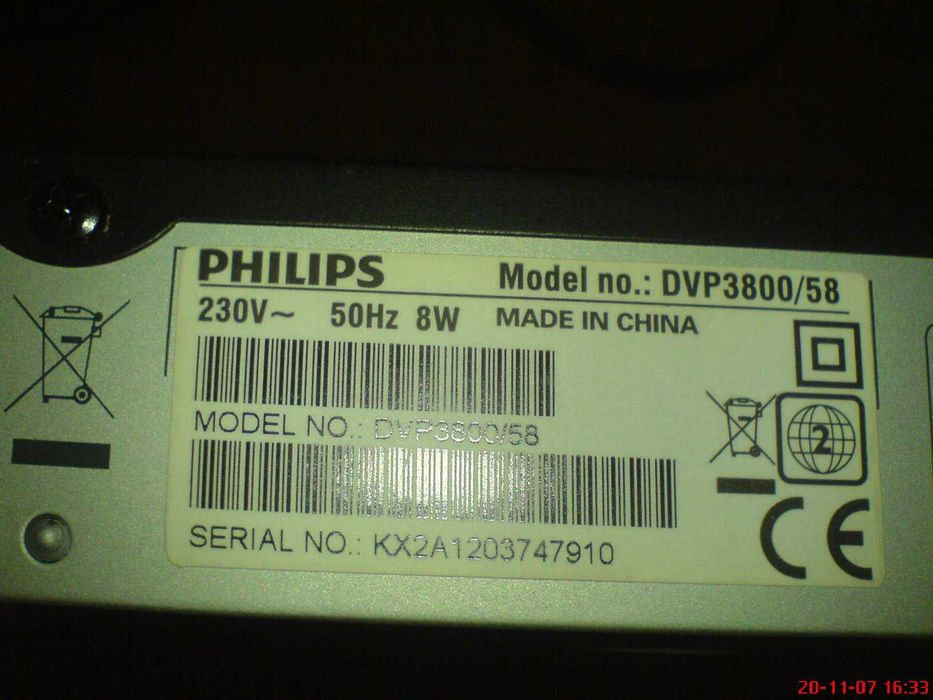 PHILIPS Model no.: DVP3800/58
230V~ 50Hz 8W MADE IN CHINA
MODEL NO.: DVP3800/58
2
CE
SERIAL NO.: KX2A1203747910
20-11-07 16:33